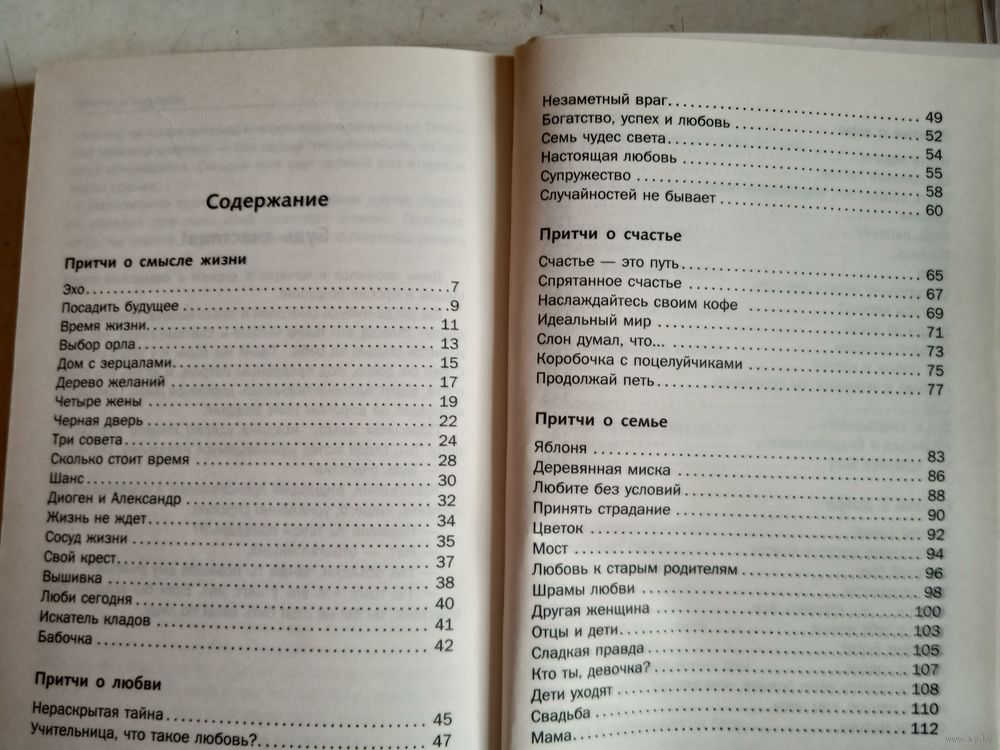 Содержание
Притчи о смысле жизни
Эхо 7
Посадить будущее 9
Время жизни 11
Выбор орла 13
Дом с зерцалами 15
Дерево желаний 17
Четыре жены 19
Черная дверь 22
Три совета 24
Сколько стоит время 28
Шанс 30
Диоген и Александр 32
Жизнь не ждет 34
Сосуд жизни 35
Свой крест 37
Вышивка 38
Люби сегодня 40
Искатель кладов 41
Бабочка 42
Притчи о любви
Нераскрытая тайна 45
Учительница, что такое любовь? 47
Незаметный враг 49
Богатство, успех и любовь 52
Семь чудес света 54
Настоящая любовь 55
Супружество 58
Случайностей не бывает 60
Притчи о счастье
Счастье — это путь 65
Спрятанное счастье 67
Наслаждайтесь своим кофе 69
Идеальный мир 71
Слон думал, что... 73
Коробочка с поцелуйчиками 75
Продолжай петь 77
Притчи о семье
Яблоня 83
Деревянная миска 86
Любите без условий 88
Принять страдание 90
Цветок 92
Мост 94
Любовь к старым родителям 96
Шрамы любви 98
Другая женщина 100
Отцы и дети 103
Сладкая правда 105
Кто ты, девочка? 107
Дети уходят 108
Свадьба 110
Мама 112
www.ay.by